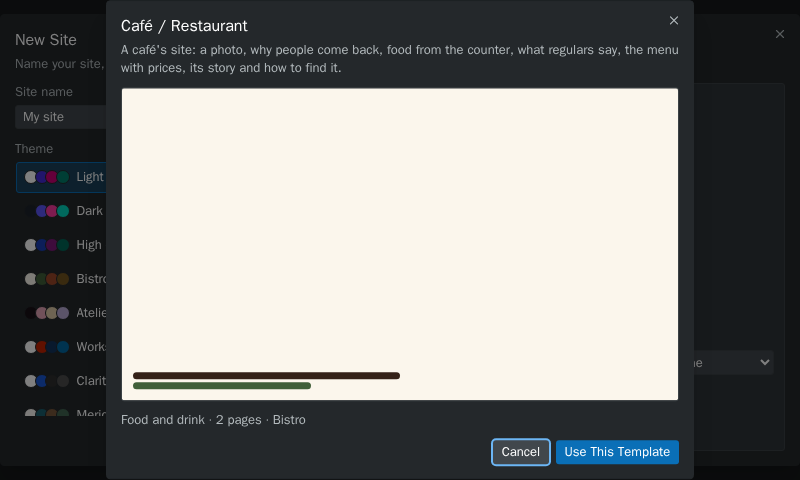 Café / Restaurant
A café's site: a photo, why people come back, food from the counter, what regulars say, the menu
with prices, its story and how to find it.
New Site
Name your site,
Site name
My site
Theme
Light
Dark
High
Bistro
Clarit
Food and drink · 2 pages · Bistro
Cancel
Use This Template